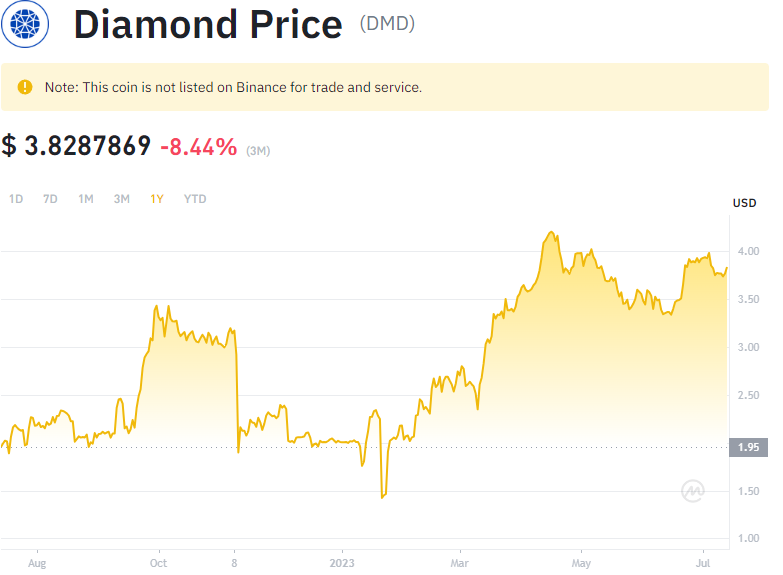 Diamond Price (DMD)
Note: This coin is not listed on Binance for trade and service.
$ 3.8287869 -8.44% (3M)
1D 7D 1M 3M 1Y YTD
USD
4.00
3.50
3.00
2.50
1.95
1.50
1.00
Aug Oct 8 2023 Mar May Jul